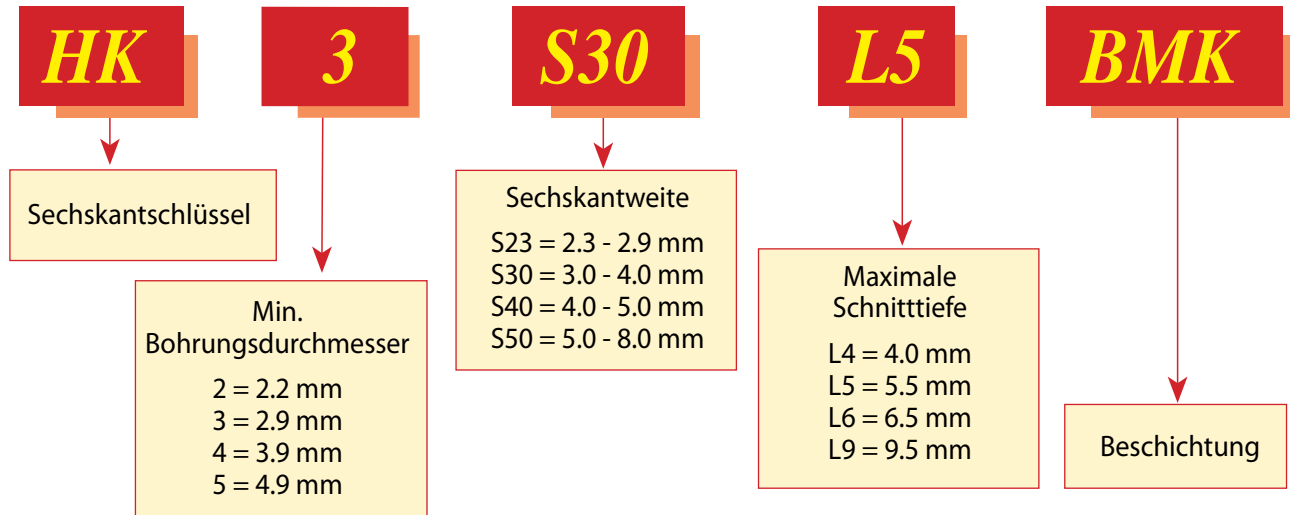 HK 3 S30 L5 BMK
Sechskantschlüssel
Min.
Bohrungsdurchmesser
2 = 2.2 mm
3 = 2.9 mm
4 = 3.9 mm
5 = 4.9 mm
Sechskantweite
S23 = 2.3 - 2.9 mm
S30 = 3.0 - 4.0 mm
S40 = 4.0 - 5.0 mm
S50 = 5.0 - 8.0 mm
Maximale
Schnitttiefe
L4 = 4.0 mm
L5 = 5.5 mm
L6 = 6.5 mm
L9 = 9.5 mm
Beschichtung